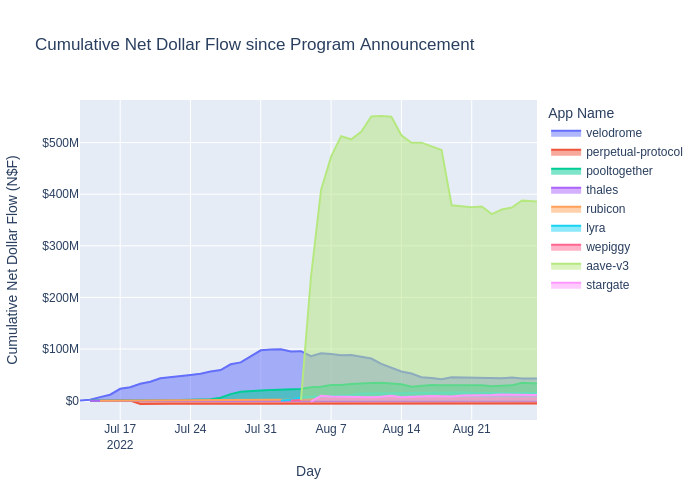 Cumulative Net Dollar Flow since Program Announcement
App Name
velodrome
perpetual-protocol
pooltogether
thales
rubicon
lyra
wepiggy
aave-v3
stargate
Cumulative Net Dollar Flow (N$F)
$500M
$400M
$300M
$200M
$100M
$0
Jul 17
2022
Jul 24
Jul 31
Aug 7
Aug 14
Aug 21
Day